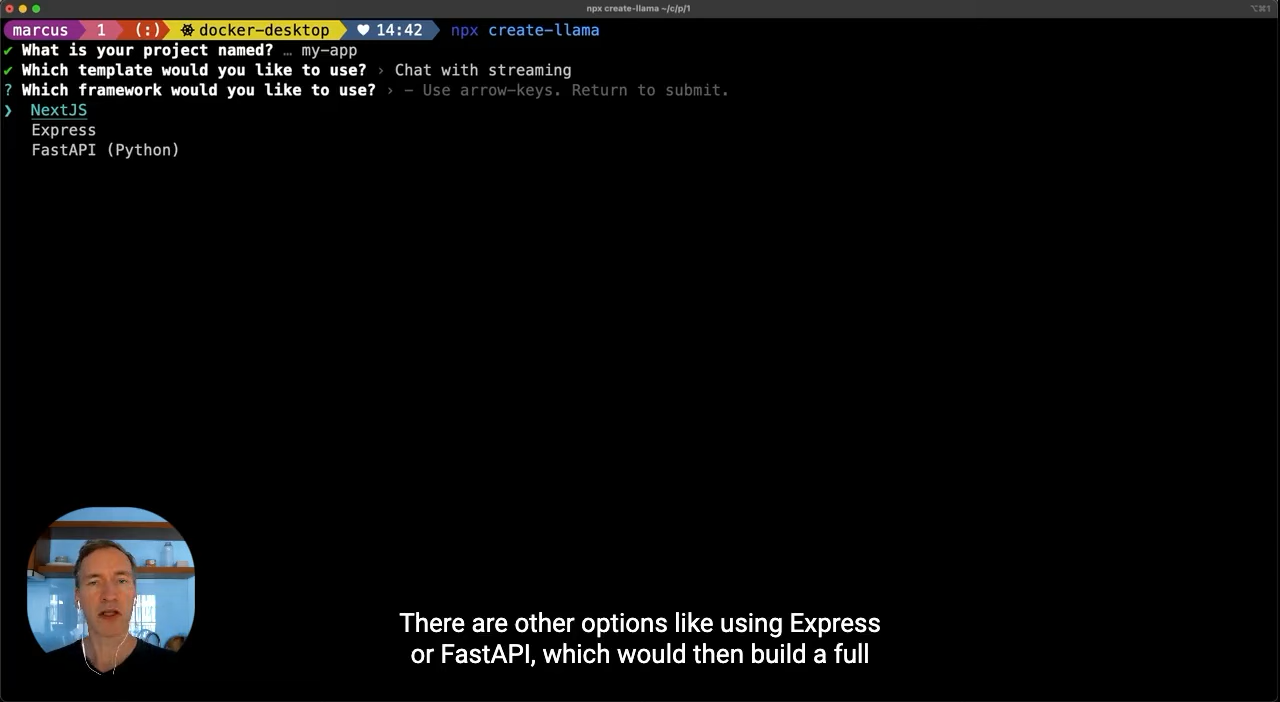 npx create-llama ~/c/p/1
⌥⌘1
marcus 1 (:) docker-desktop 14:42 npx create-llama
✔ What is your project named? … my-app
✔ Which template would you like to use? › Chat with streaming
? Which framework would you like to use? › - Use arrow-keys. Return to submit.
❯ NextJS
Express
FastAPI (Python)
There are other options like using Express
or FastAPI, which would then build a full